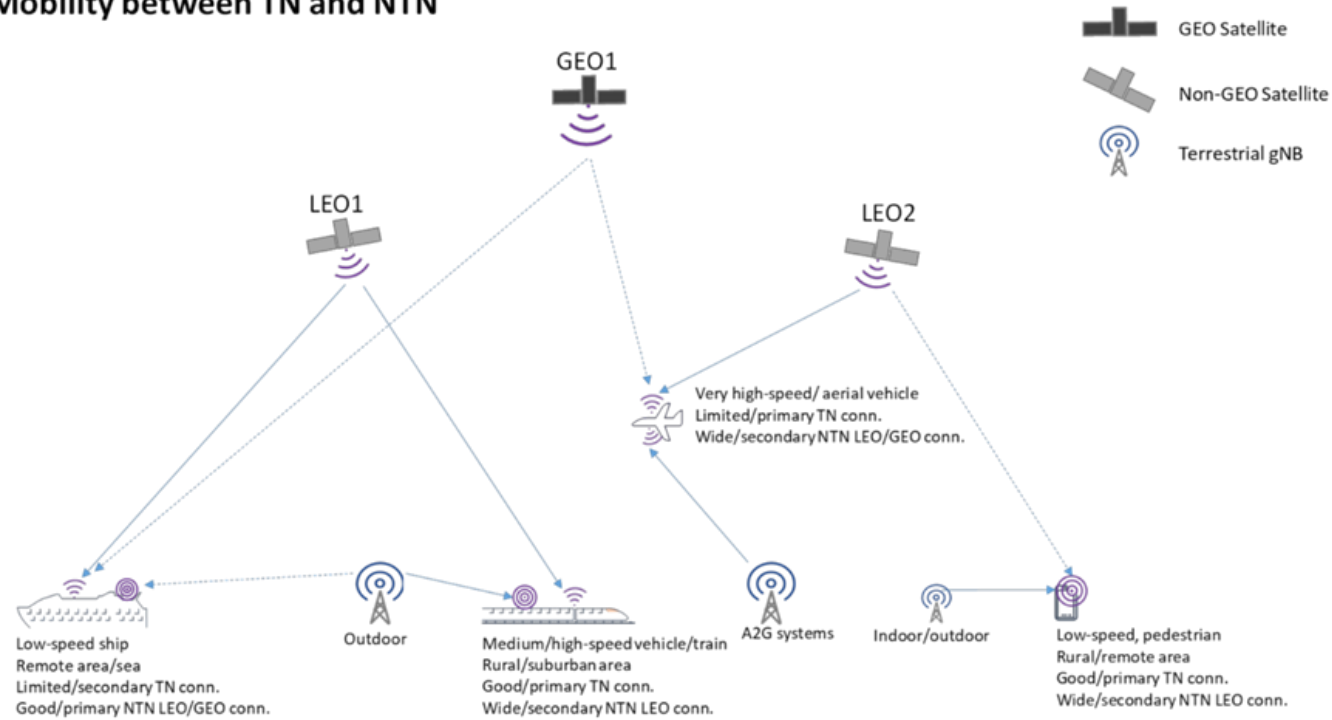 Mobility between TN and NTN
GEO Satellite
GEO1
Non-GEO Satellite
Terrestrial gNB
LEO1
LEO2
Very high-speed/ aerial vehicle
Limited/primary TN conn.
Wide/secondary NTN LEO/GEO conn.
Low-speed ship
Remote area/sea
Limited/secondary TN conn.
Good/primary NTN LEO/GEO conn.
Outdoor
Medium/high-speed vehicle/train
Rural/suburban area
Good/primary TN conn.
Wide/secondary NTN LEO conn.
A2G systems
Indoor/outdoor
Low-speed, pedestrian
Rural/remote area
Good/primary TN conn.
Wide/secondary NTN LEO conn.